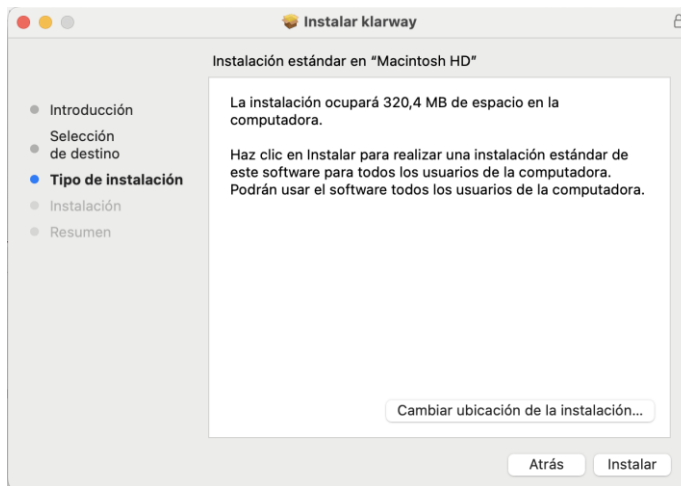 Instalar klarway
Instalación estándar en “Macintosh HD”
Introducción
Selección
de destino
Tipo de instalación
Instalación
Resumen
La instalación ocupará 320,4 MB de espacio en la
computadora.
Haz clic en Instalar para realizar una instalación estándar de
este software para todos los usuarios de la computadora.
Podrán usar el software todos los usuarios de la computadora.
Cambiar ubicación de la instalación...
Atrás
Instalar